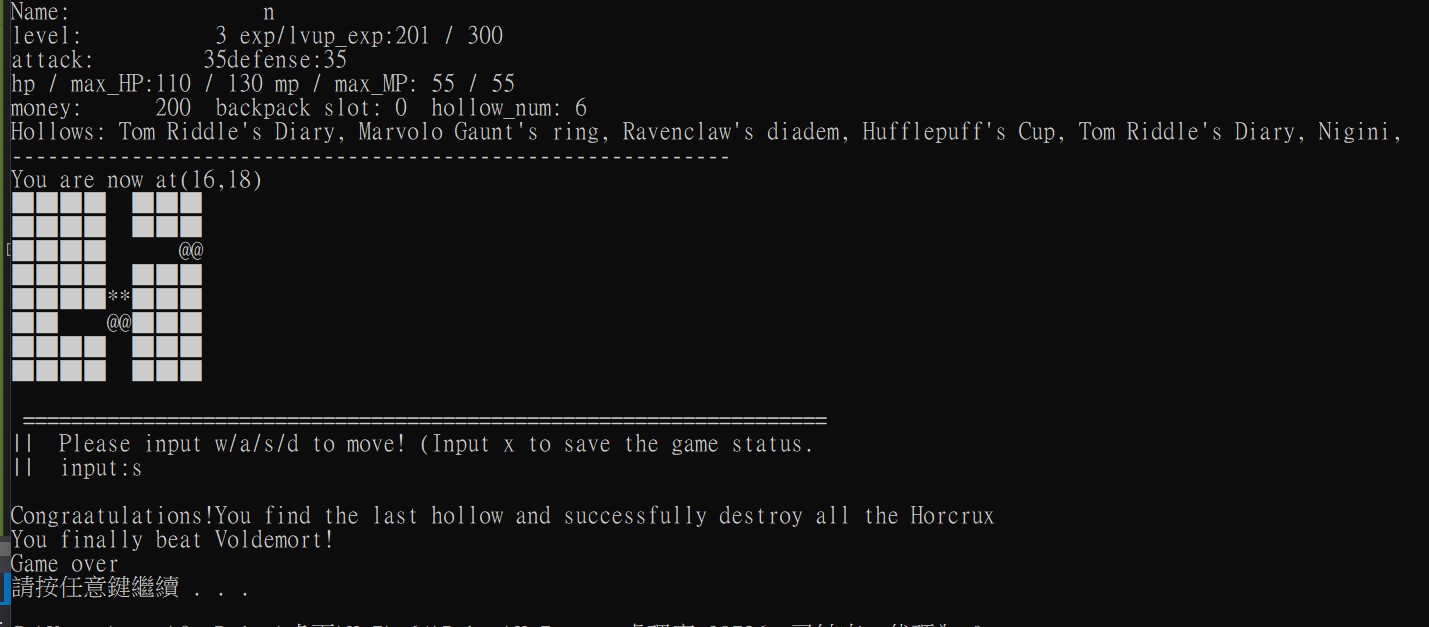 Name: n
level: 3 exp/lvup_exp:201 / 300
attack: 35defense:35
hp / max_HP:110 / 130 mp / max_MP: 55 / 55
money: 200 backpack slot: 0 hollow_num: 6
Hollows: Tom Riddle's Diary, Marvolo Gaunt's ring, Ravenclaw's diadem, Hufflepuff's Cup, Tom Riddle's Diary, Nigini,
------------------------------------------------------------
You are now at(16,18)
@@
**
@@
===================================================================
|| Please input w/a/s/d to move! (Input x to save the game status.
|| input:s
Congraatulations!You find the last hollow and successfully destroy all the Horcrux
You finally beat Voldemort!
Game over
請按任意鍵繼續 . . .